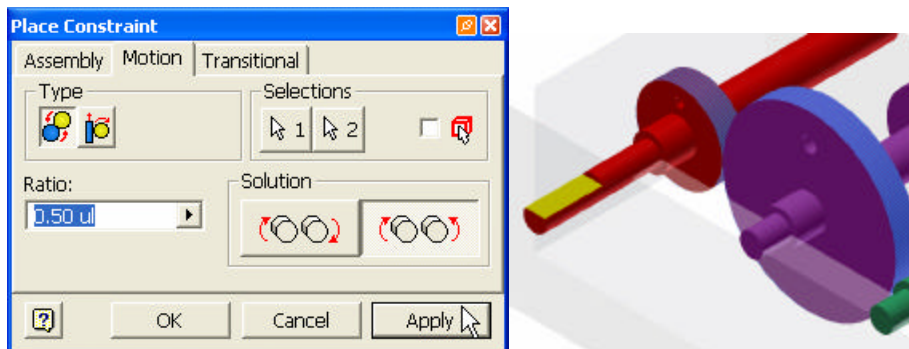 Place Constraint
Assembly Motion Transitional
Type
Selections
1 2
Ratio:
0.50 ul
Solution
?
OK Cancel Apply